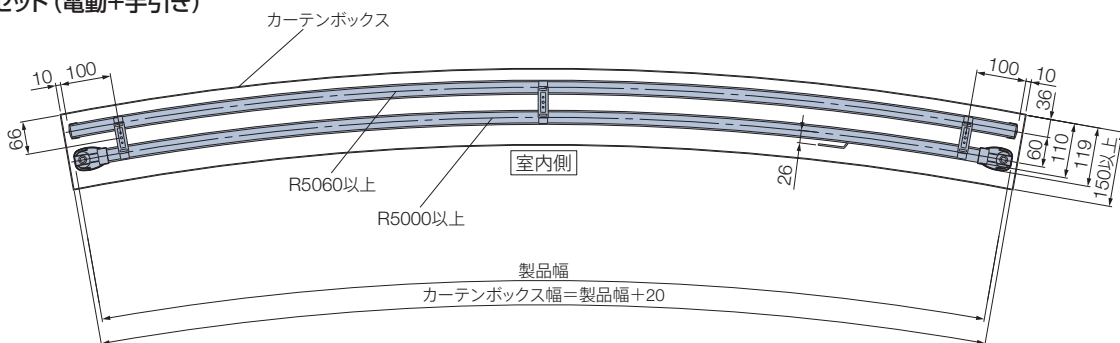 セット（電動+手引き）
カーテンボックス
10
100
100
10
36
66
60
110
119
150以上
26
室内側
R5060以上
R5000以上
製品幅
カーテンボックス幅＝製品幅＋20